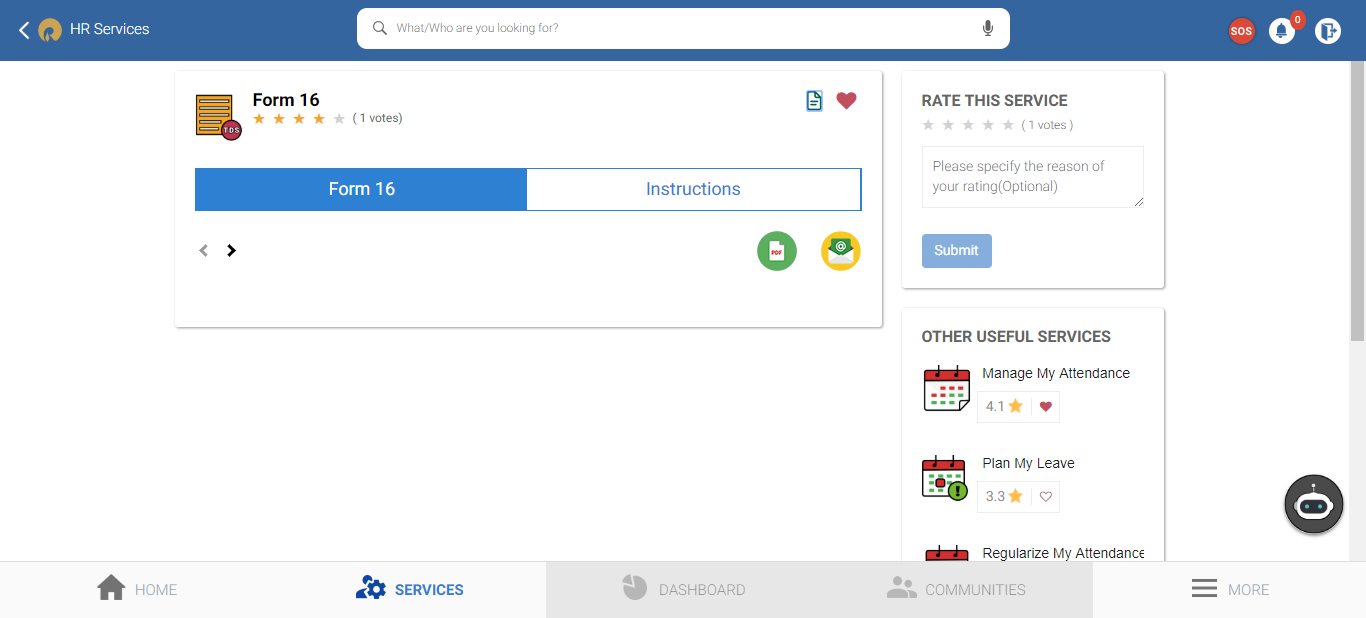 HR Services
What/Who are you looking for?
SOS
0
Form 16
( 1 votes)
TDS
Form 16
Instructions
PDF
@
RATE THIS SERVICE
( 1 votes )
Please specify the reason of
your rating(Optional)
Submit
OTHER USEFUL SERVICES
Manage My Attendance
4.1
Plan My Leave
3.3
Regularize My Attendance
HOME
SERVICES
DASHBOARD
COMMUNITIES
MORE